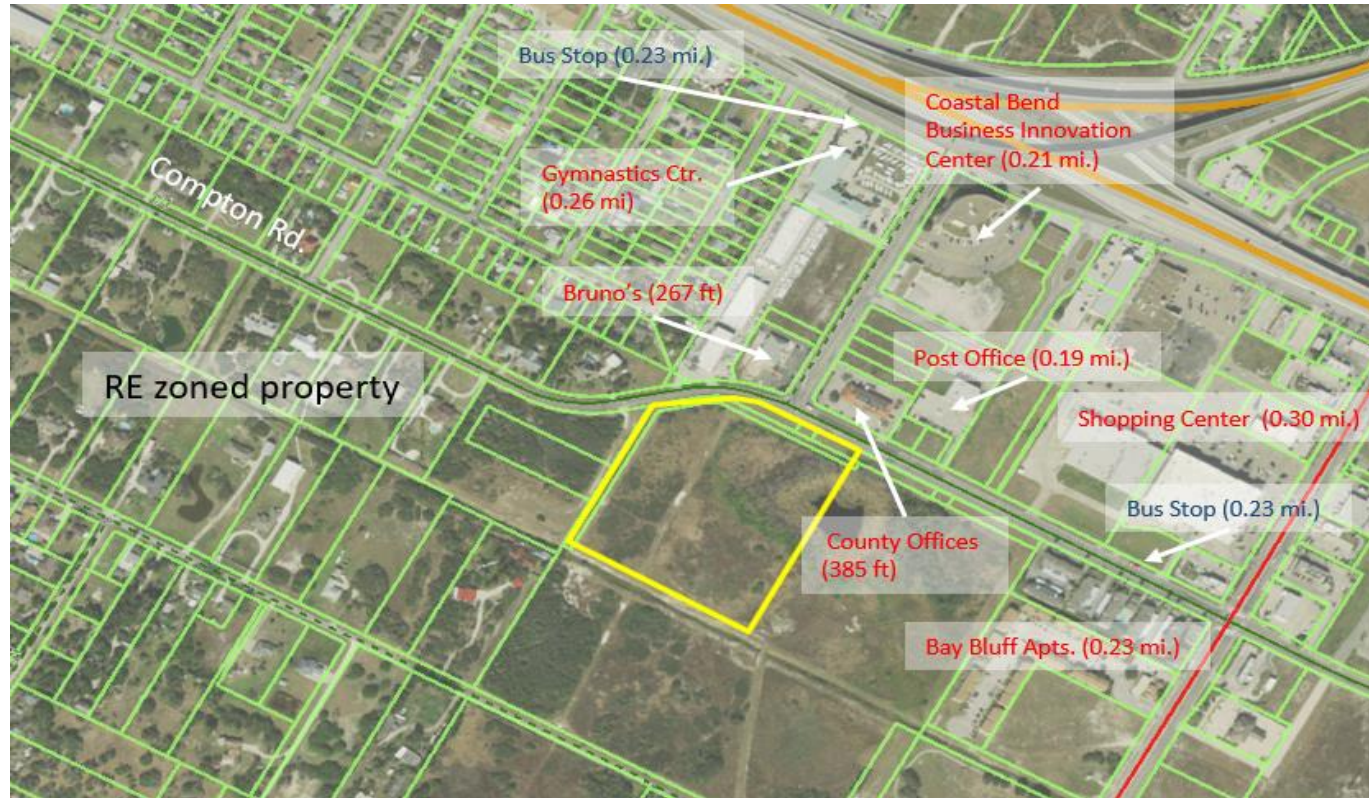 Bus Stop (0.23 mi.)
Coastal Bend
Business Innovation
Center (0.21 mi.)
Gymnastics Ctr.
(0.26 mi)
Compton Rd.
Bruno's (267 ft)
Post Office (0.19 mi.)
RE zoned property
Shopping Center (0.30 mi.)
Bus Stop (0.23 mi.)
County Offices
(385 ft)
Bay Bluff Apts. (0.23 mi.)